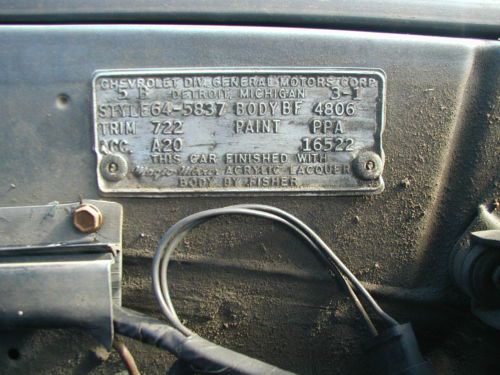 CHEVROLET DIV. GENERAL MOTORS CORP.
5 B DETROIT, MICHIGAN 3-1
STYLE 64-5837 BODY BF 4806
TRIM 722 PAINT PPA
ACC. A20 16522
THIS CAR FINISHED WITH
Magic-Mirror ACRYLIC LACQUER
BODY BY FISHER